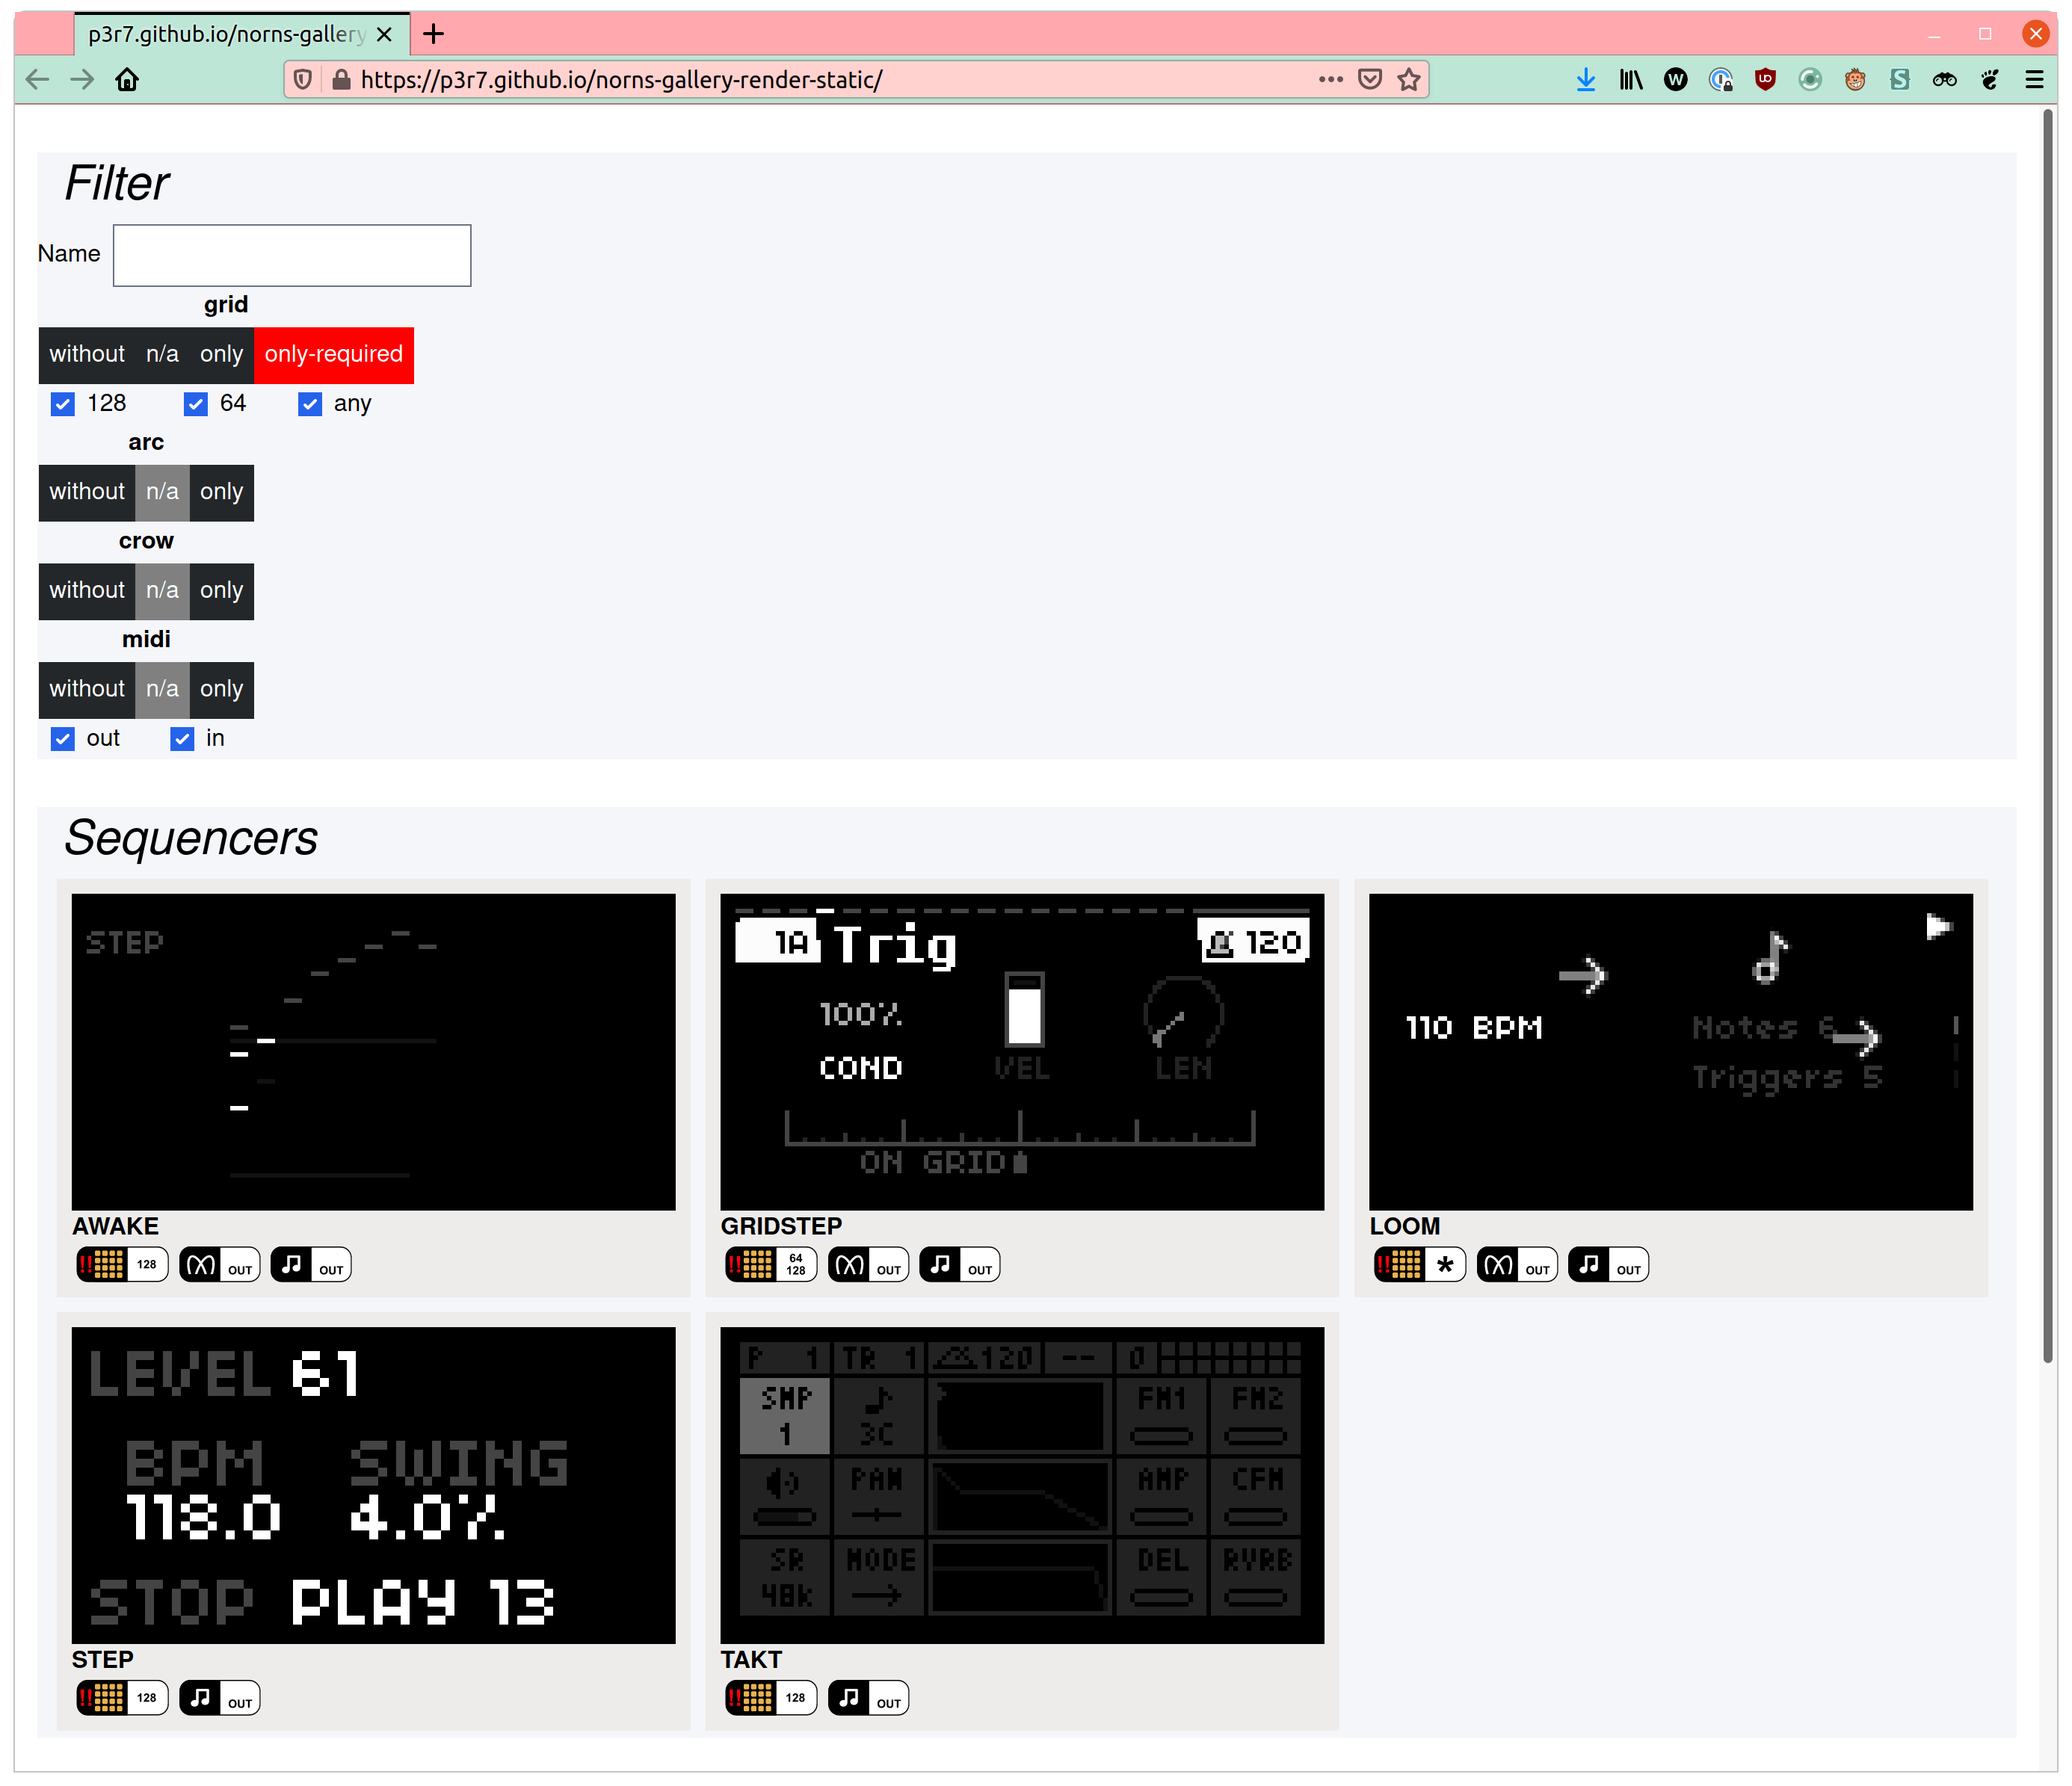 p3r7.github.io/norns-gallery
https://p3r7.github.io/norns-gallery-render-static/
Filter
Name
grid
without n/a only only-required
128 64 any
arc
without n/a only
crow
without n/a only
midi
without n/a only
out in
Sequencers
STEP
AWAKE
128 OUT OUT
1A Trig 120
100%
COND VEL LEN
ON GRID
GRIDSTEP
64
128 OUT OUT
110 BPM Notes 6
Triggers 5
LOOM
* OUT OUT
LEVEL 61
BPM SWING
118.0 4.0%
STOP PLAY 13
STEP
128 OUT
P 1 TR 1 120 -- 0
SMP FM1 FM2
1 3C
PAN AMP CFM
SR MODE DEL RVRB
48k
TAKT
128 OUT